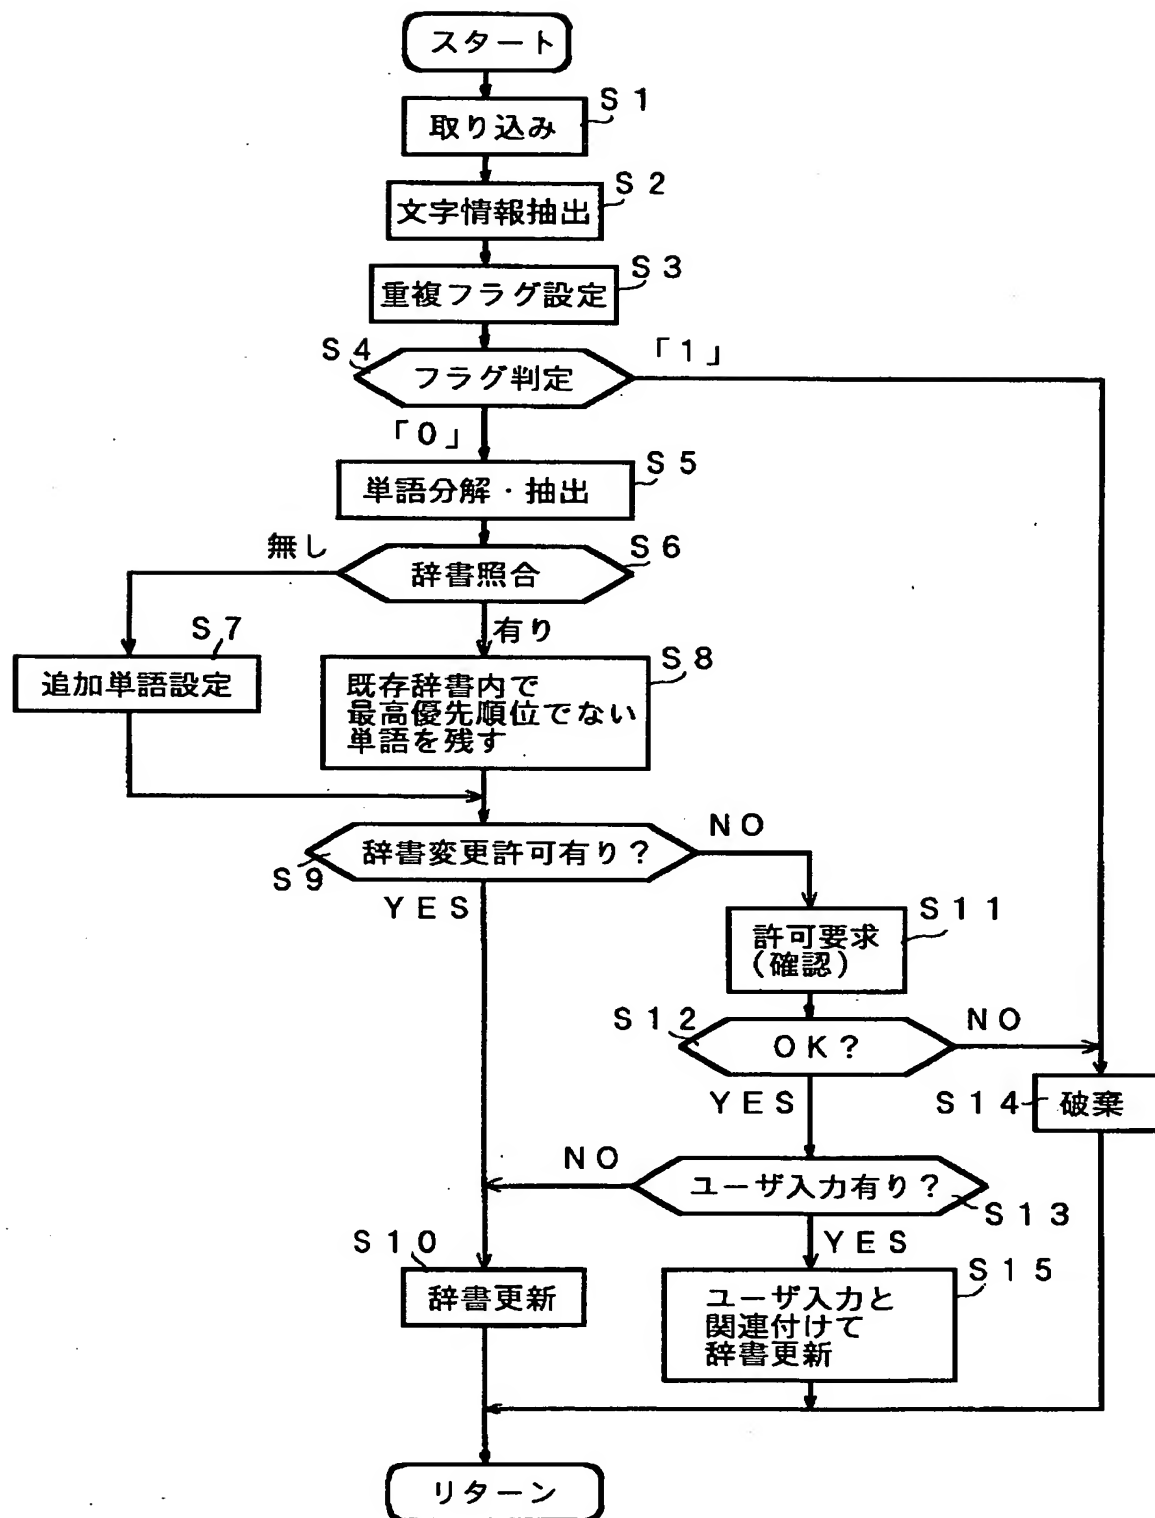 スタート
S1
取り込み
S2
文字情報抽出
S3
重複フラグ設定
S4
フラグ判定
「1」
「0」
S5
単語分解・抽出
無し
S6
辞書照合
有り
S7
追加単語設定
S8
既存辞書内で
最高優先順位でない
単語を残す
辞書変更許可有り？
NO
S9
YES
S11
許可要求
（確認）
S12
OK？
NO
YES
S14
破棄
NO
ユーザ入力有り？
S13
YES
S10
辞書更新
S15
ユーザ入力と
関連付けて
辞書更新
リターン